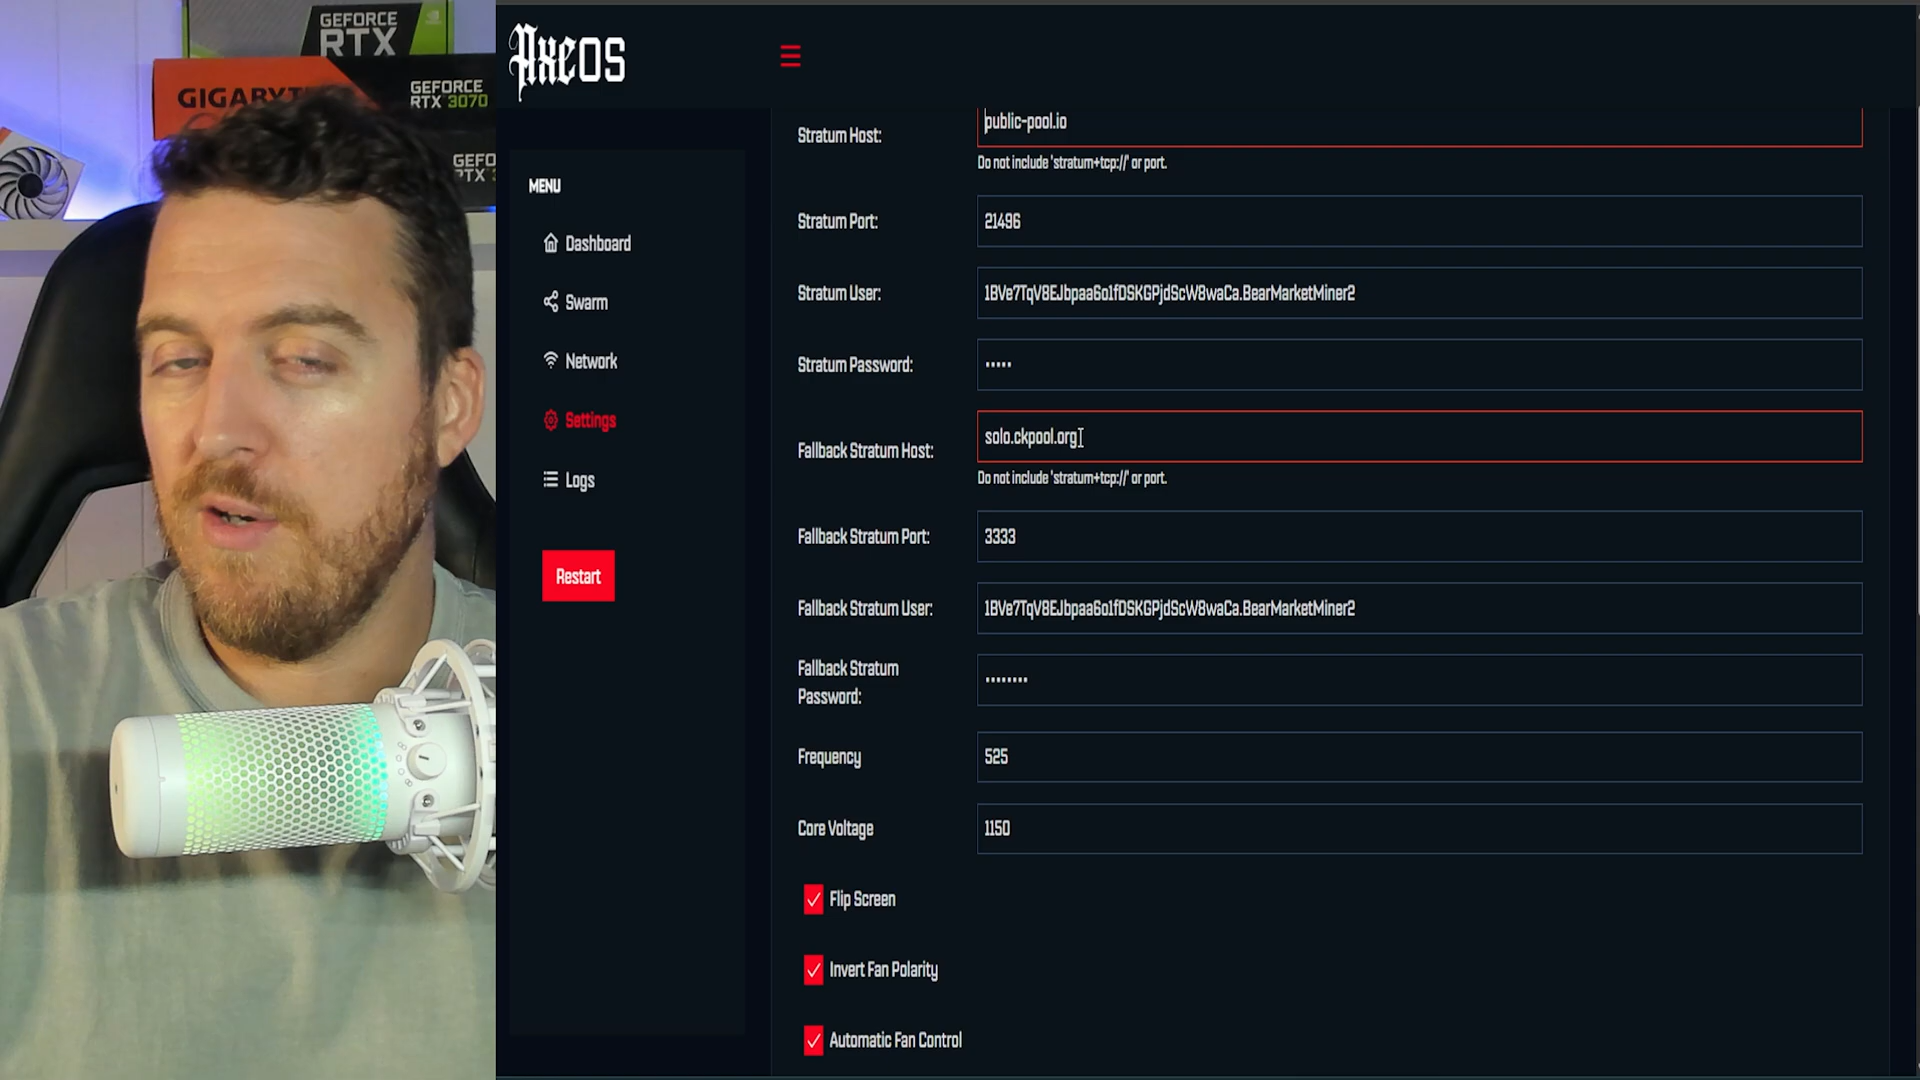 GEFORCE
RTX
GIGABYTE
GEFORCE
RTX 3070
AxeOS
MENU
Dashboard
Swarm
Network
Settings
Logs
Restart
Stratum Host:
public-pool.io
Do not include 'stratum+tcp://' or port.
Stratum Port:
21496
Stratum User:
1BVe7TqV8EJbpaa6o1fDSKGPjdScW8waCa.BearMarketMiner2
Stratum Password:
•••••
Fallback Stratum Host:
solo.ckpool.org
Do not include 'stratum+tcp://' or port.
Fallback Stratum Port:
3333
Fallback Stratum User:
1BVe7TqV8EJbpaa6o1fDSKGPjdScW8waCa.BearMarketMiner2
Fallback Stratum
Password:
••••••••
Frequency
525
Core Voltage
1150
Flip Screen
Invert Fan Polarity
Automatic Fan Control